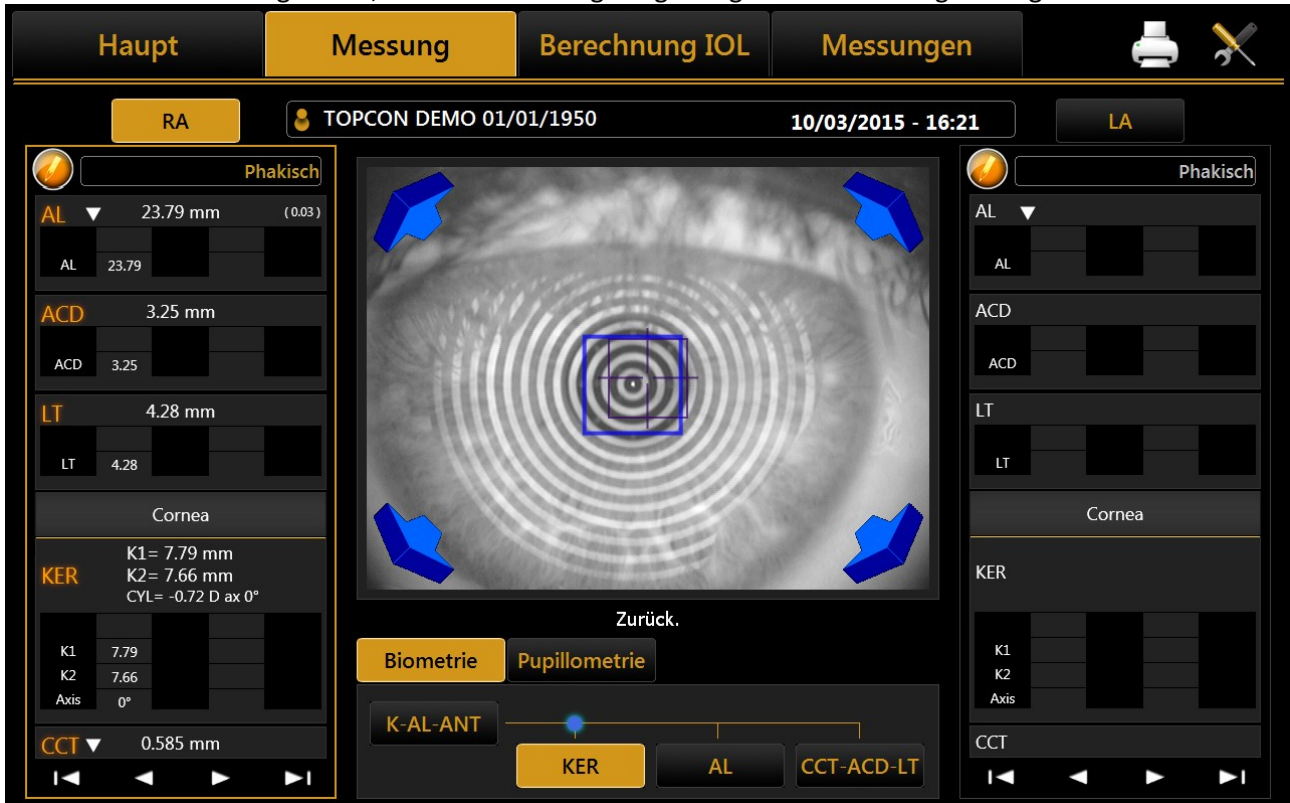 Haupt
Messung
Berechnung IOL
Messungen
RA
TOPCON DEMO 01/01/1950
10/03/2015 - 16:21
LA
Phakisch
AL 23.79 mm (0.03)
AL 23.79
ACD 3.25 mm
ACD 3.25
LT 4.28 mm
LT 4.28
Cornea
K1= 7.79 mm
KER K2= 7.66 mm
CYL= -0.72 D ax 0°
K1 7.79
K2 7.66
Axis 0°
CCT 0.585 mm
Zurück.
Biometrie
Pupillometrie
K-AL-ANT
KER
AL
CCT-ACD-LT
Phakisch
AL
AL
ACD
ACD
LT
LT
Cornea
KER
K1
K2
Axis
CCT